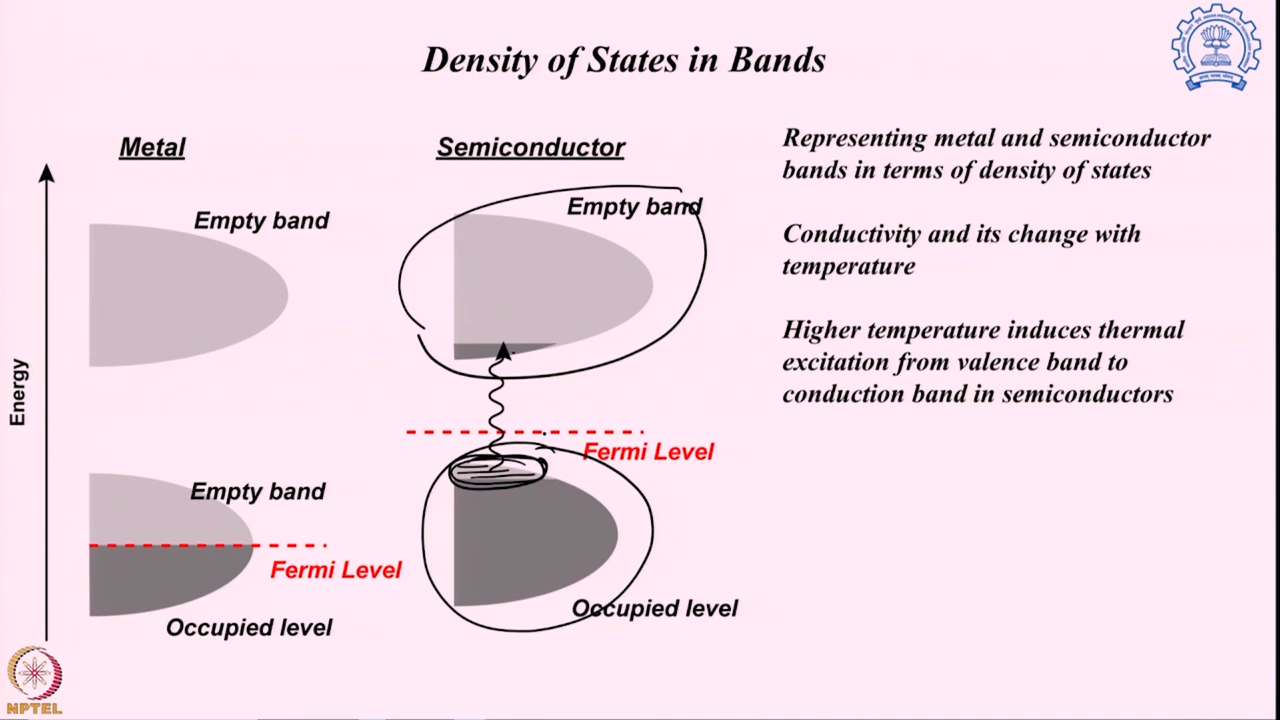 Density of States in Bands
Metal
Semiconductor
Empty band
Empty band
Energy
Empty band
Fermi Level
Occupied level
Fermi Level
Occupied level
Representing metal and semiconductor
bands in terms of density of states
Conductivity and its change with
temperature
Higher temperature induces thermal
excitation from valence band to
conduction band in semiconductors
NPTEL